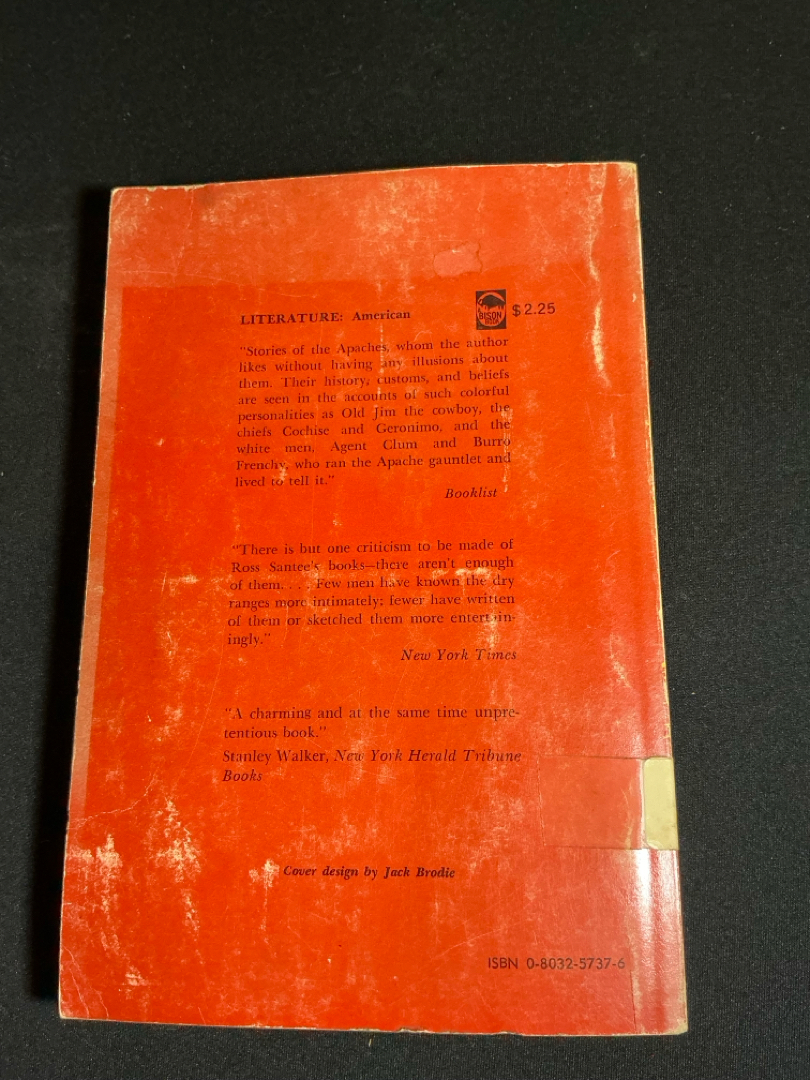 LITERATURE: American
BISON BOOK $2.25
"Stories of the Apaches, whom the author
likes without having any illusions about
them. Their history, customs, and beliefs
are seen in the accounts of such colorful
personalities as Old Jim the cowboy, the
chiefs Cochise and Geronimo, and the
white men, Agent Clum and Burro
Frenchy, who ran the Apache gauntlet and
lived to tell it."
Booklist
"There is but one criticism to be made of
Ross Santee's books—there aren't enough
of them. . . . Few men have known the dry
ranges more intimately; fewer have written
of them or sketched them more entertain-
ingly."
New York Times
"A charming and at the same time unpre-
tentious book."
Stanley Walker, New York Herald Tribune
Books
Cover design by Jack Brodie
ISBN 0-8032-5737-6